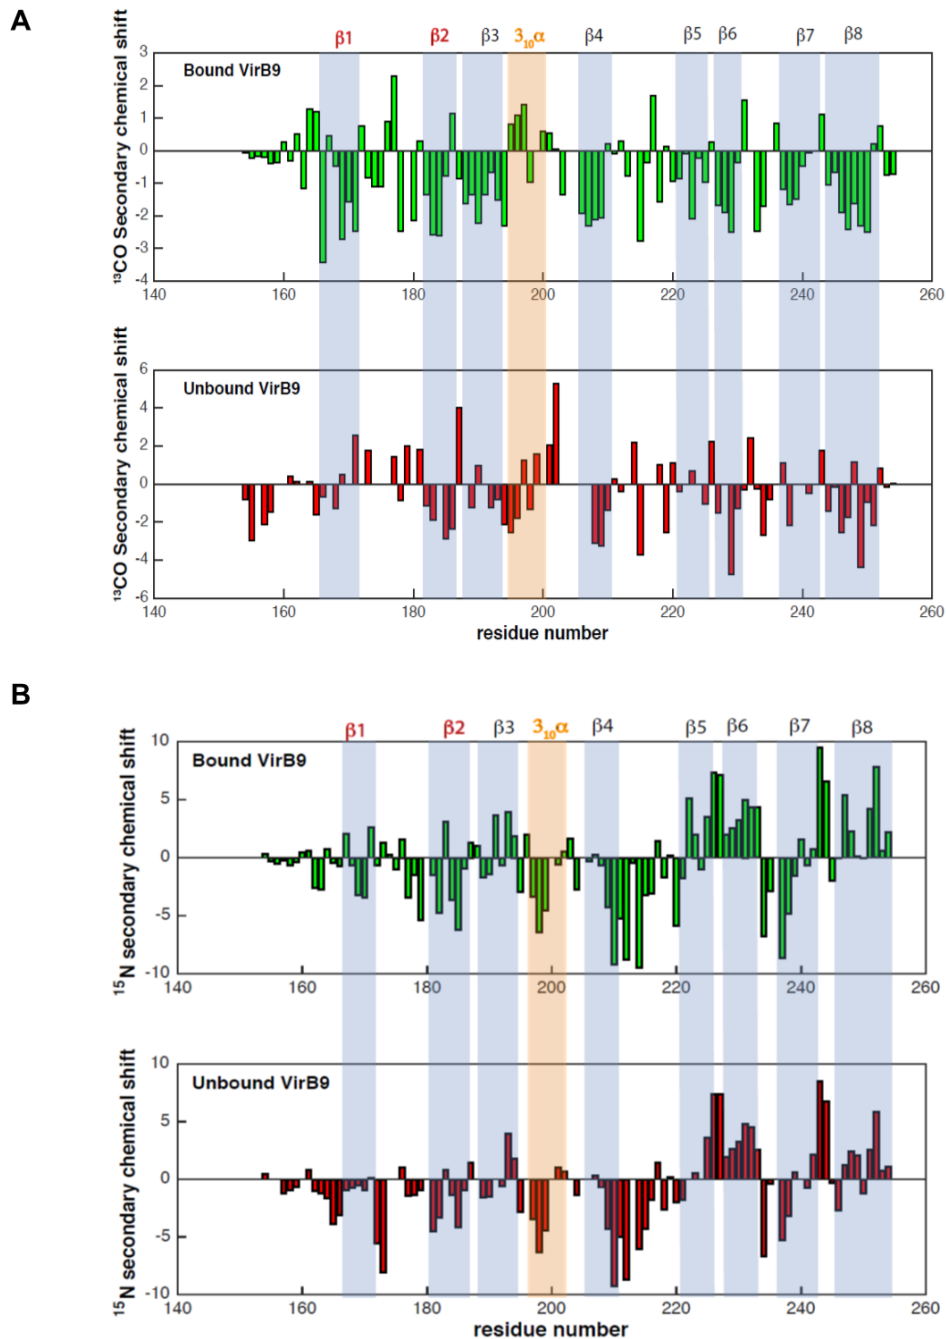 A
β1 β2 β3 3₁₀α β4 β5 β6 β7 β8
¹³CO Secondary chemical shift
Bound VirB9
3
2
1
0
-1
-2
-3
-4
140 160 180 200 220 240 260
¹³CO Secondary chemical shift
Unbound VirB9
6
4
2
0
-2
-4
-6
140 160 180 200 220 240 260
residue number
B
β1 β2 β3 3₁₀α β4 β5 β6 β7 β8
¹⁵N secondary chemical shift
Bound VirB9
10
5
0
-5
-10
140 160 180 200 220 240 260
¹⁵N secondary chemical shift
Unbound VirB9
10
5
0
-5
-10
140 160 180 200 220 240 260
residue number